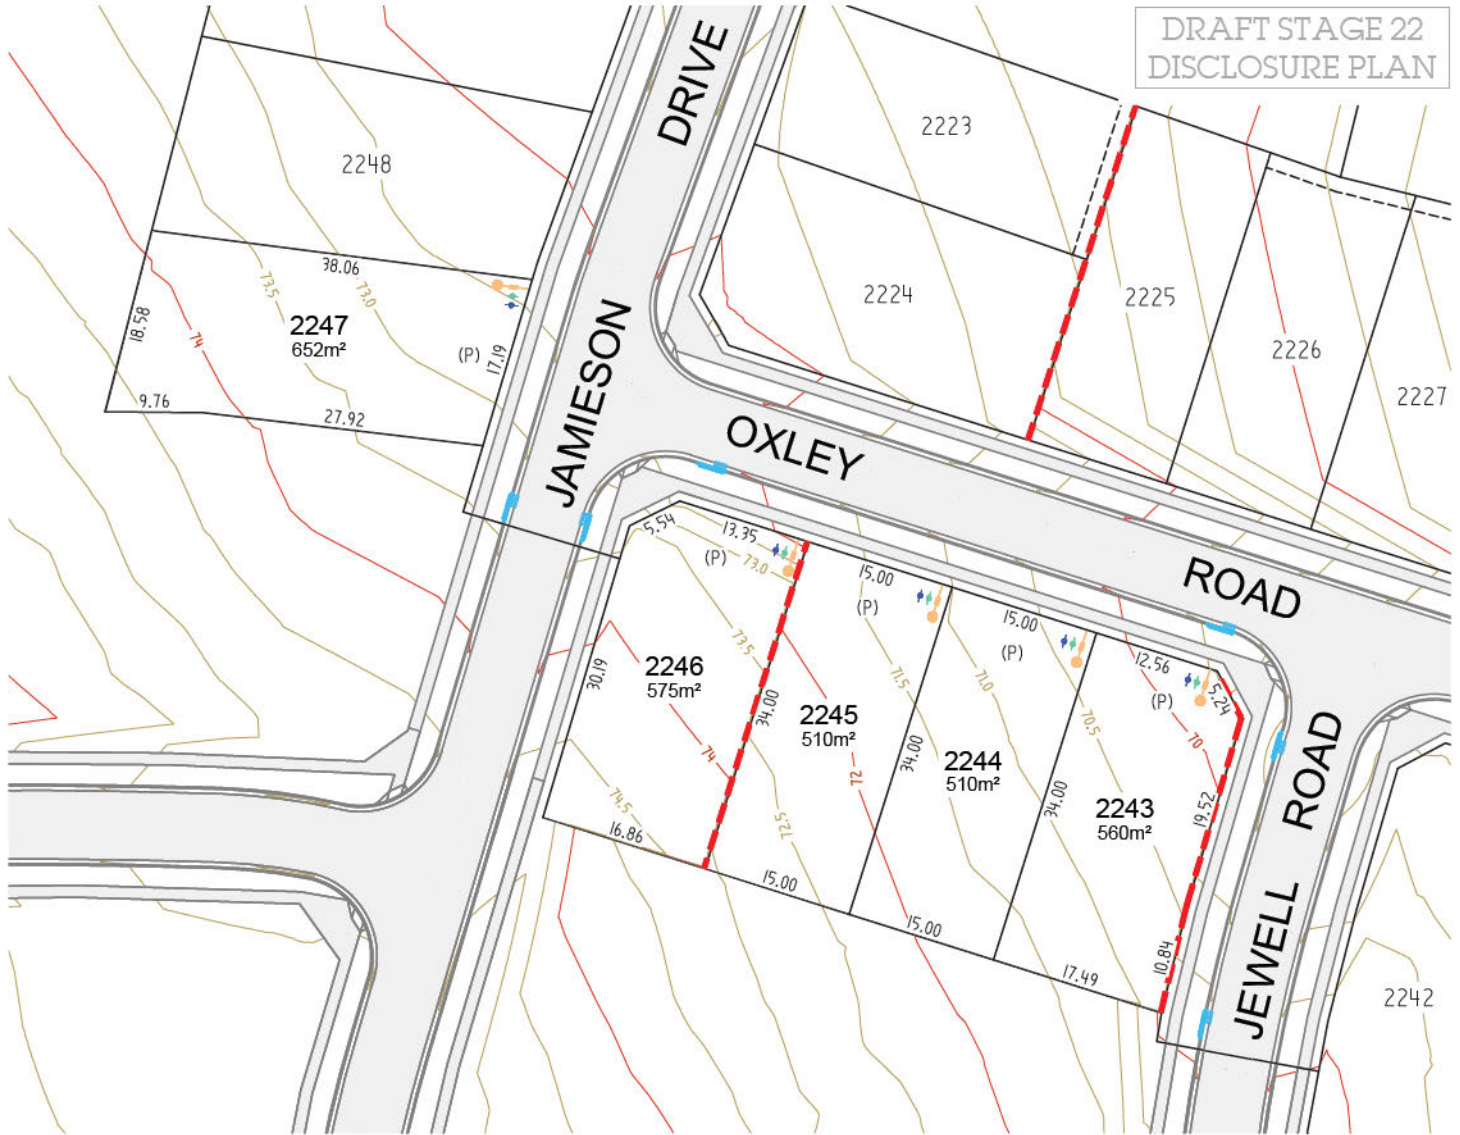 DRAFT STAGE 22
DISCLOSURE PLAN
DRIVE
2223
2248
38.06
73.5
73.0
2224
2225
2226
2227
18.58
74
2247
652m²
(P)
17.19
9.76
27.92
JAMIESON
OXLEY
5.54
13.35
(P)
73.0
15.00
(P)
15.00
(P)
12.56
(P)
5.24
ROAD
30.19
2246
575m²
73.5
34.00
74
74.5
16.86
2245
510m²
71.5
72
72.5
34.00
15.00
2244
510m²
71.0
34.00
15.00
2243
560m²
70.5
70
19.52
10.84
17.49
JEWELL ROAD
2242